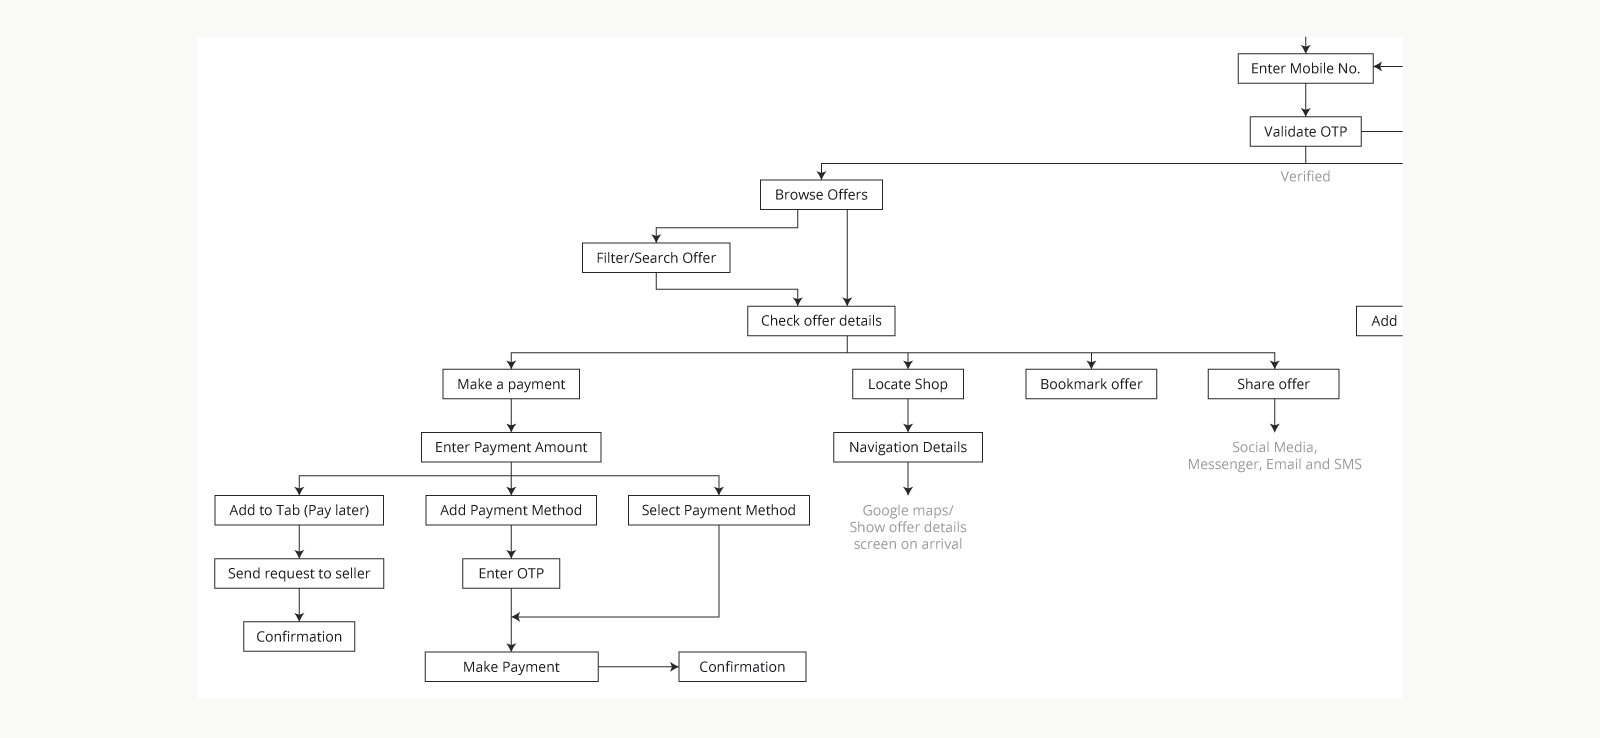 Enter Mobile No.
Validate OTP
Verified
Browse Offers
Filter/Search Offer
Check offer details
Add
Make a payment
Locate Shop
Bookmark offer
Share offer
Enter Payment Amount
Navigation Details
Social Media,
Messenger, Email and SMS
Add to Tab (Pay later)
Add Payment Method
Select Payment Method
Google maps/
Show offer details
screen on arrival
Send request to seller
Enter OTP
Confirmation
Make Payment
Confirmation